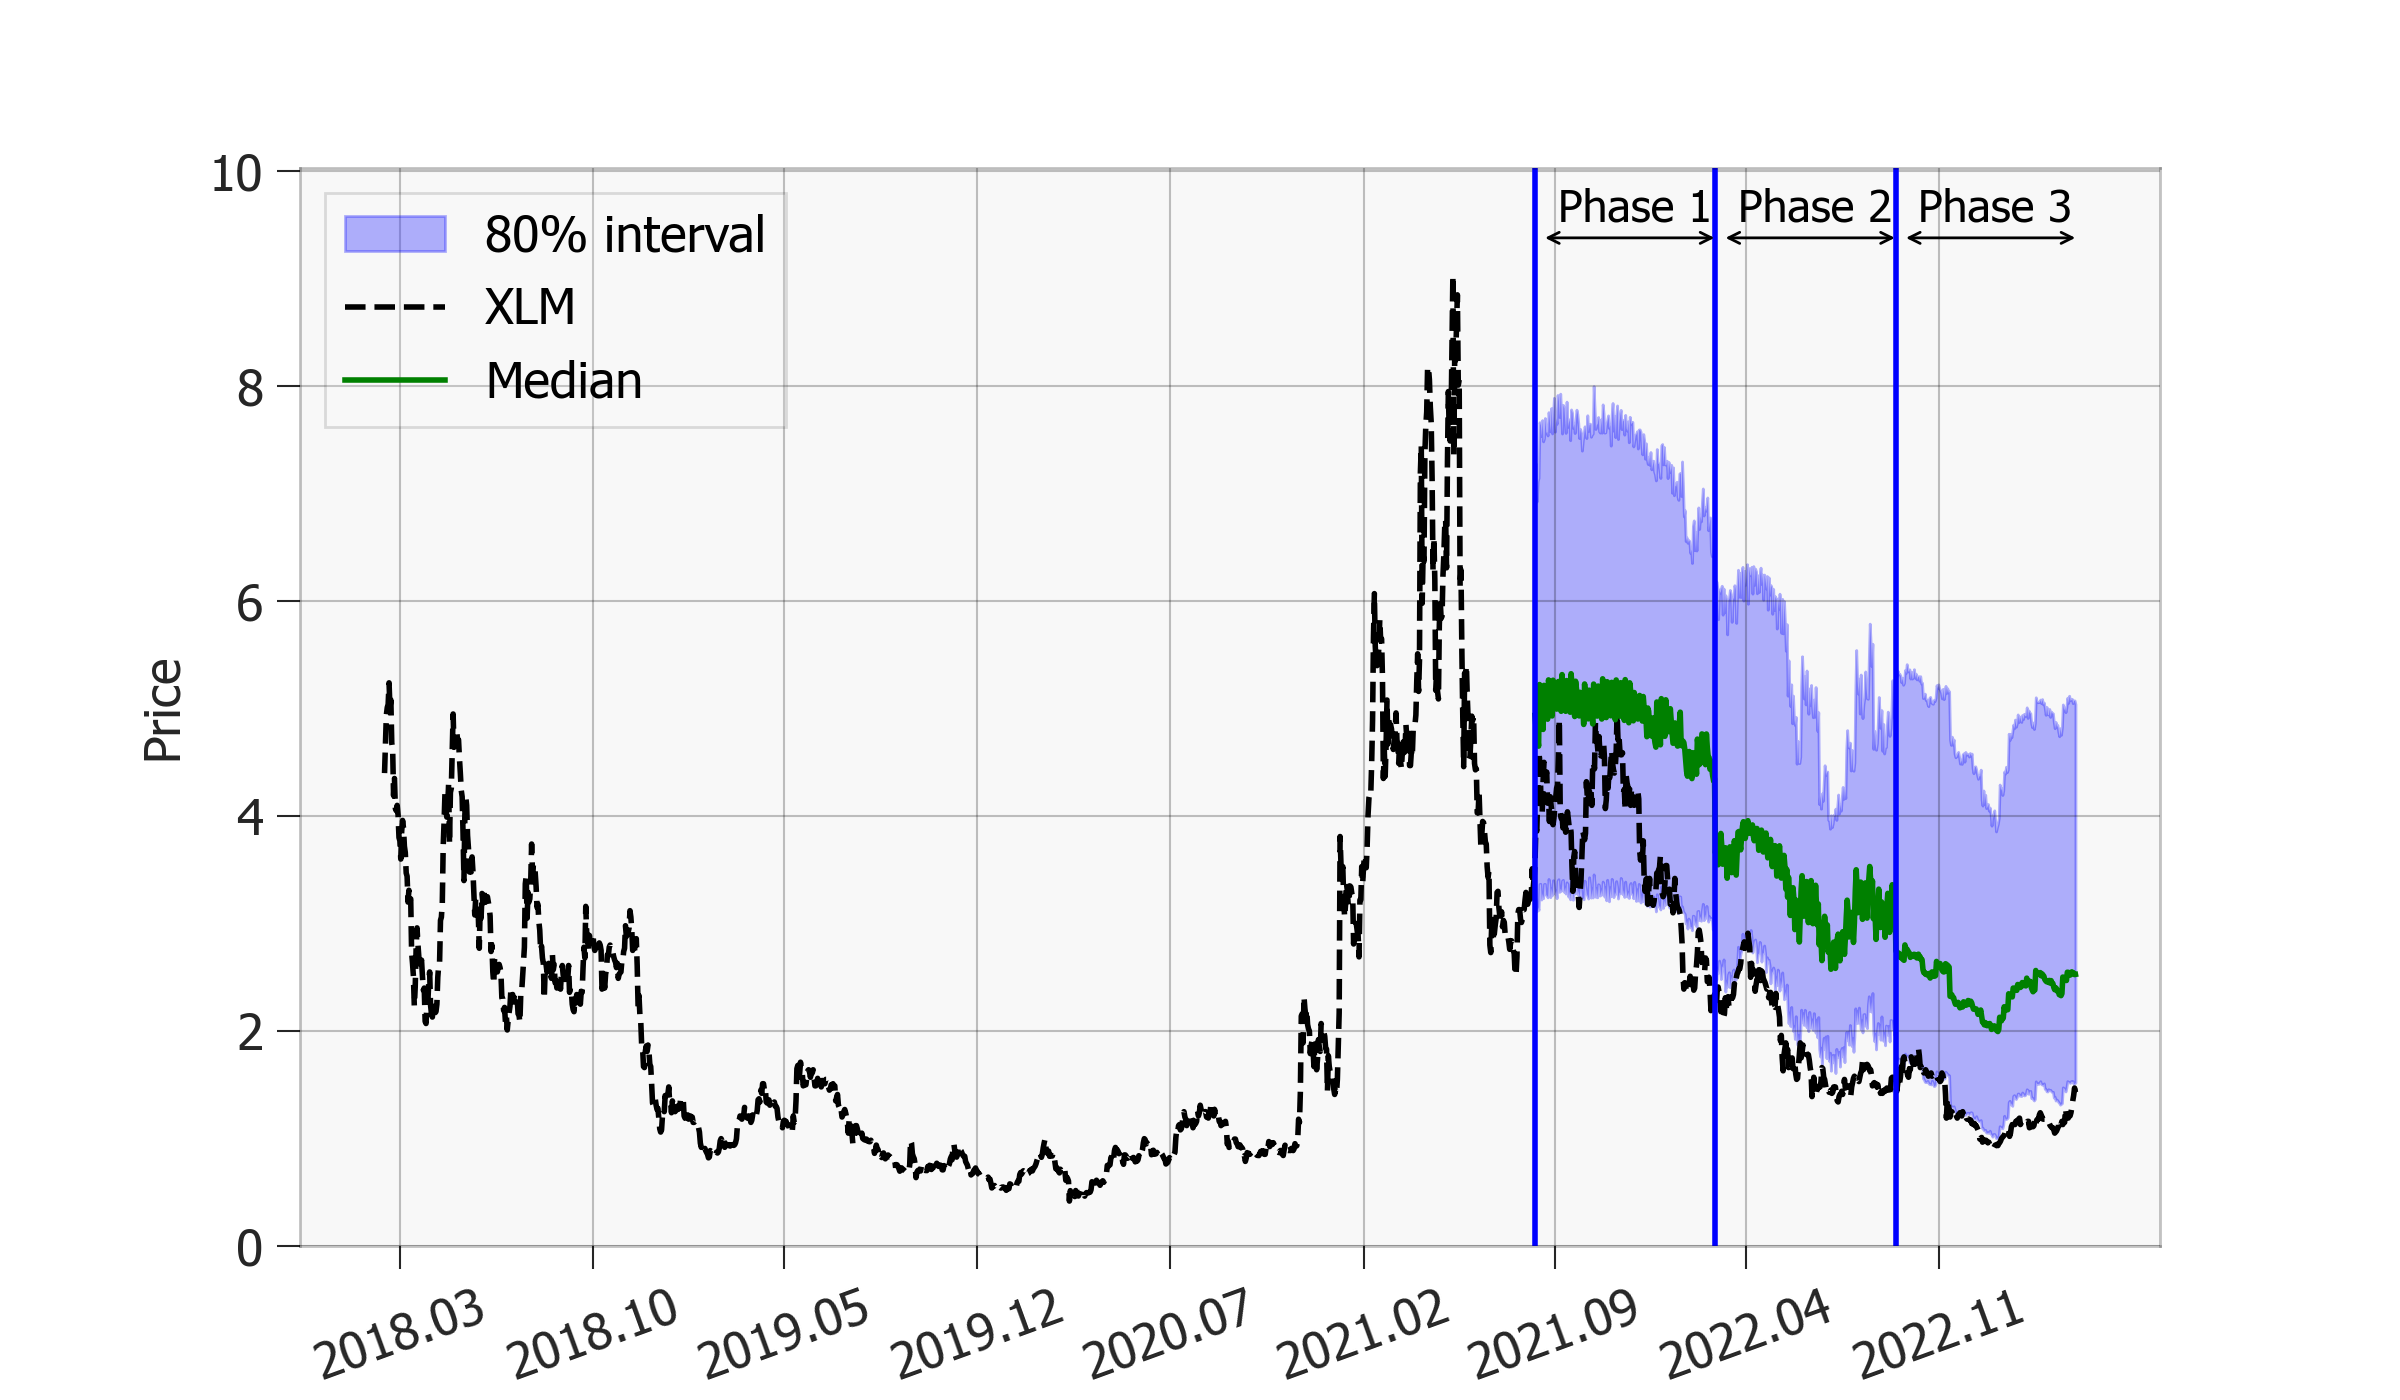 10
8
6
4
2
0
Price
80% interval
XLM
Median
Phase 1
Phase 2
Phase 3
2018.03
2018.10
2019.05
2019.12
2020.07
2021.02
2021.09
2022.04
2022.11